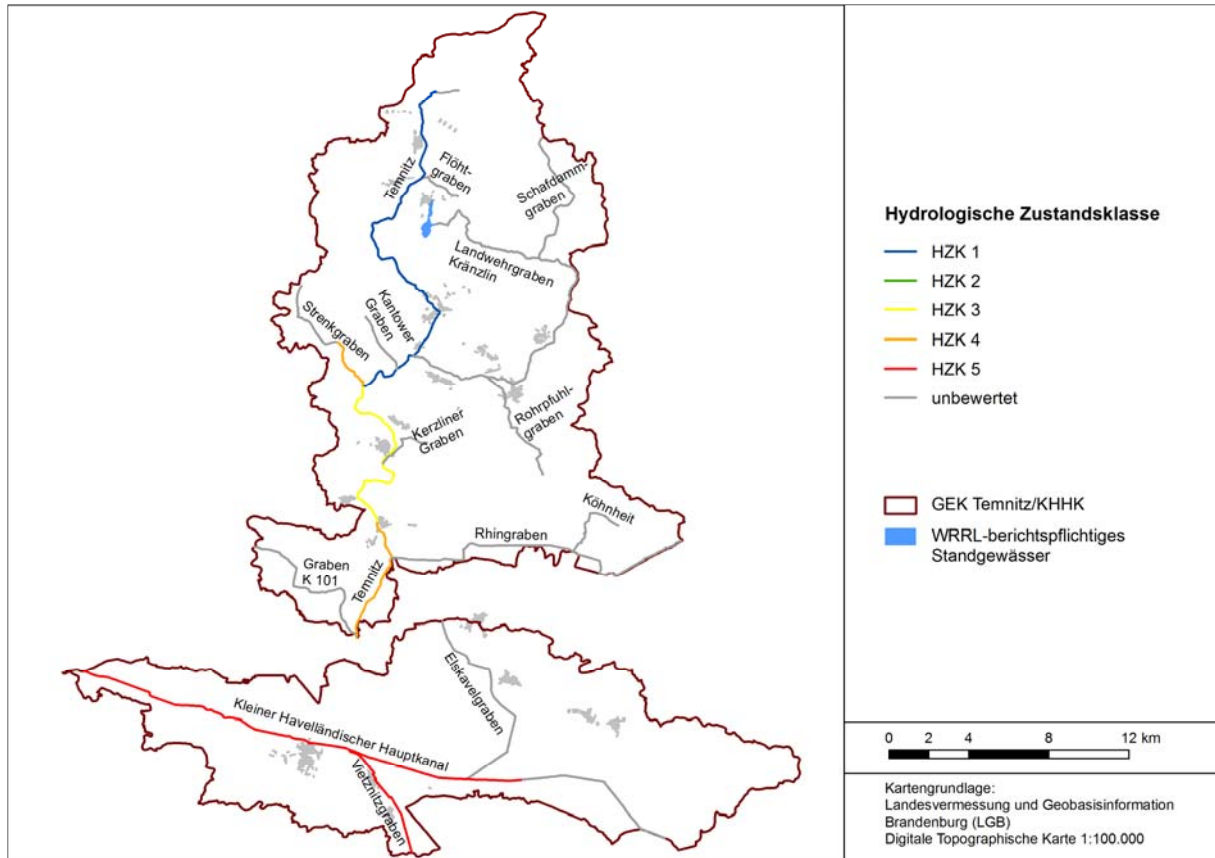 Temnitz
Flöht-
graben
Schafdamm-
graben
Landwehrgraben
Kränzlin
Kantower
Graben
Strenkgraben
Kerzliner
Graben
Rohrpfuhl-
graben
Köhnheit
Rhingraben
Graben
K 101
Temnitz
Elskavelgraben
Kleiner Havelländischer Hauptkanal
Vietznitzgraben
Hydrologische Zustandsklasse
HZK 1
HZK 2
HZK 3
HZK 4
HZK 5
unbewertet
GEK Temnitz/KHHK
WRRL-berichtspflichtiges
Standgewässer
0 2 4 8 12 km
Kartengrundlage:
Landesvermessung und Geobasisinformation
Brandenburg (LGB)
Digitale Topographische Karte 1:100.000